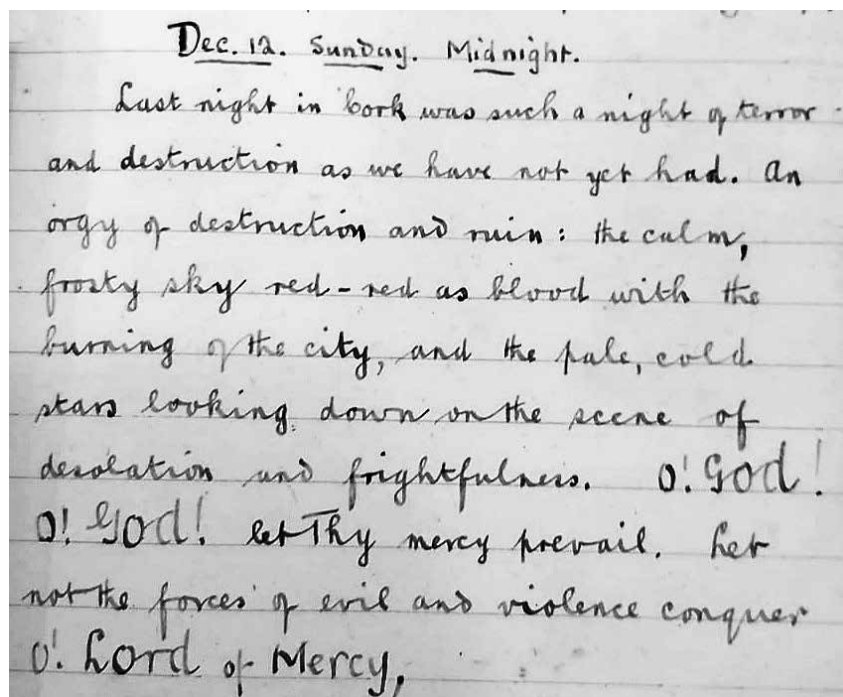 Dec. 12. Sunday. Midnight.
Last night in Cork was such a night of terror
and destruction as we have not yet had. An
orgy of destruction and ruin: the calm,
frosty sky red - red as blood with the
burning of the city, and the pale, cold
stars looking down on the scene of
desolation and frightfulness. O! God!
O! God! let Thy mercy prevail. Let
not the forces of evil and violence conquer
O! Lord of Mercy,